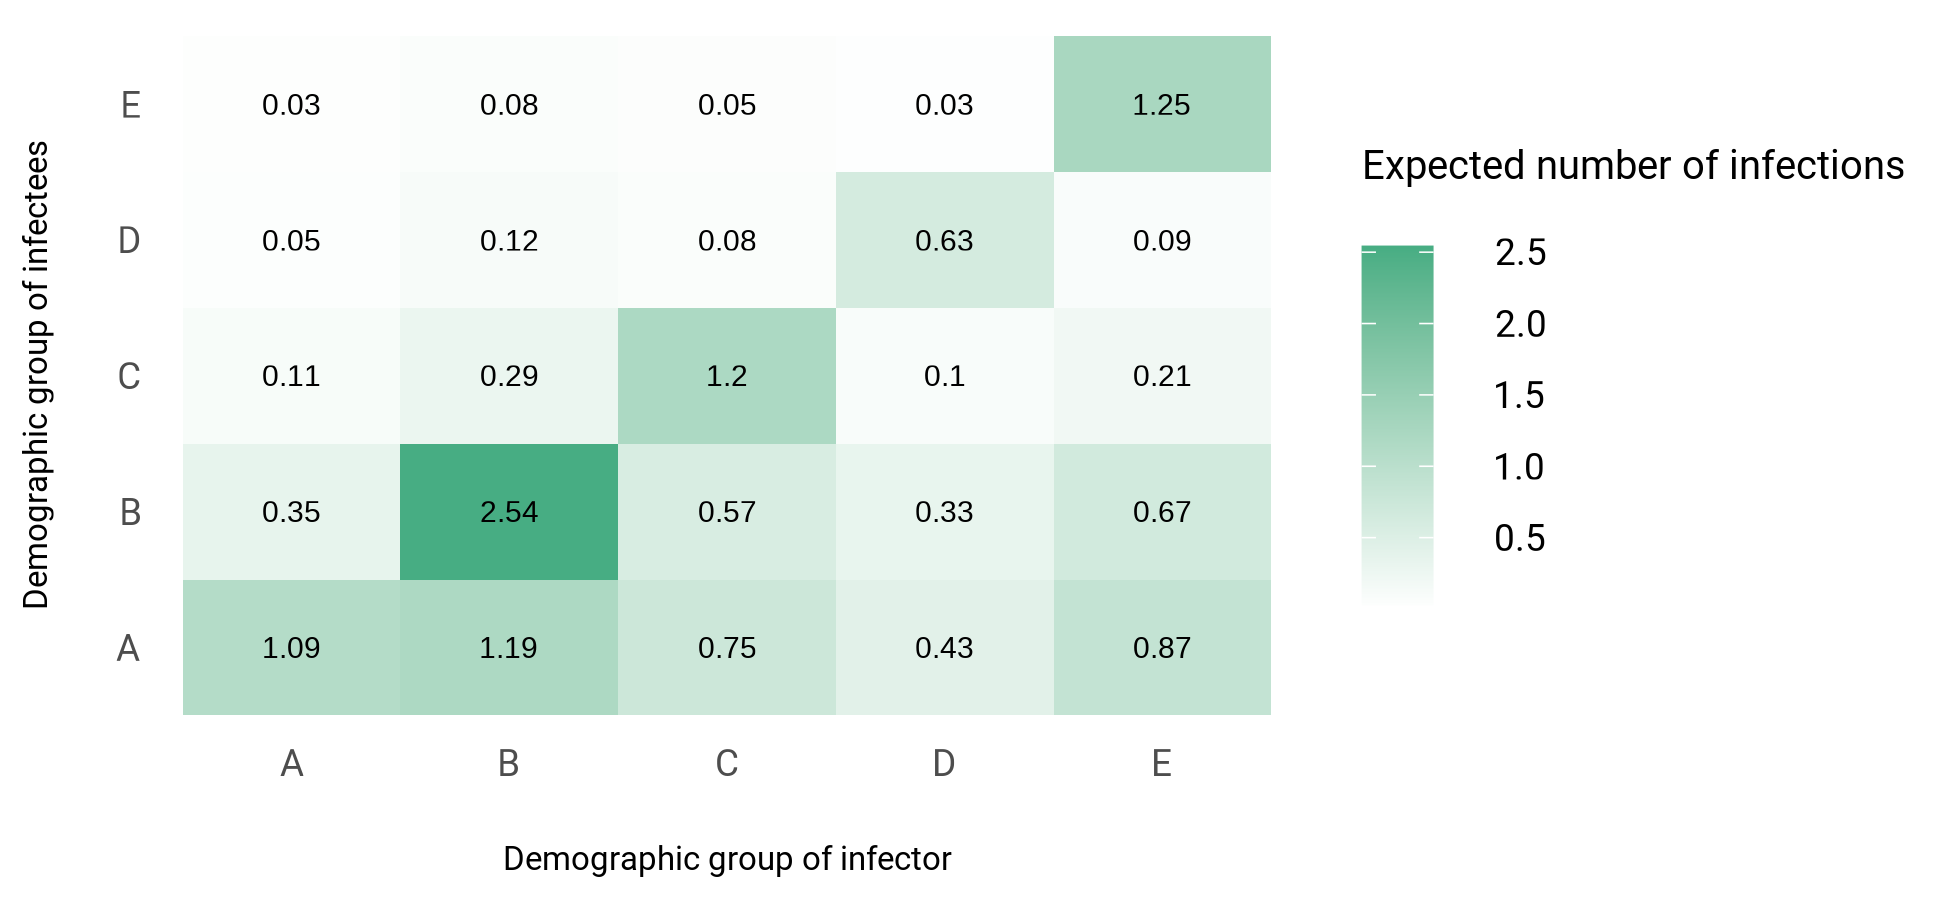 Demographic group of infectees
E 0.03 0.08 0.05 0.03 1.25
D 0.05 0.12 0.08 0.63 0.09
C 0.11 0.29 1.2 0.1 0.21
B 0.35 2.54 0.57 0.33 0.67
A 1.09 1.19 0.75 0.43 0.87
A B C D E
Demographic group of infector
Expected number of infections
2.5
2.0
1.5
1.0
0.5